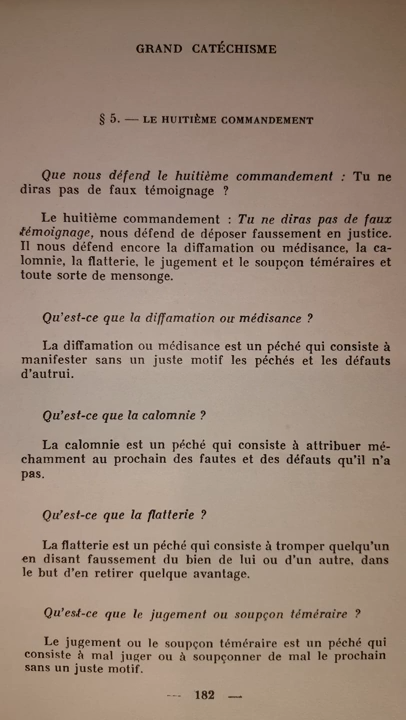 GRAND CATÉCHISME
§ 5. — LE HUITIÈME COMMANDEMENT
Que nous défend le huitième commandement : Tu ne
diras pas de faux témoignage ?
Le huitième commandement : Tu ne diras pas de faux
témoignage, nous défend de déposer faussement en justice.
Il nous défend encore la diffamation ou médisance, la ca-
lomnie, la flatterie, le jugement et le soupçon téméraires et
toute sorte de mensonge.
Qu'est-ce que la diffamation ou médisance ?
La diffamation ou médisance est un péché qui consiste à
manifester sans un juste motif les péchés et les défauts
d'autrui.
Qu'est-ce que la calomnie ?
La calomnie est un péché qui consiste à attribuer mé-
chamment au prochain des fautes et des défauts qu'il n'a
pas.
Qu'est-ce que la flatterie ?
La flatterie est un péché qui consiste à tromper quelqu'un
en disant faussement du bien de lui ou d'un autre, dans
le but d'en retirer quelque avantage.
Qu'est-ce que le jugement ou soupçon téméraire ?
Le jugement ou le soupçon téméraire est un péché qui
consiste à mal juger ou à soupçonner de mal le prochain
sans un juste motif.
— 182 —